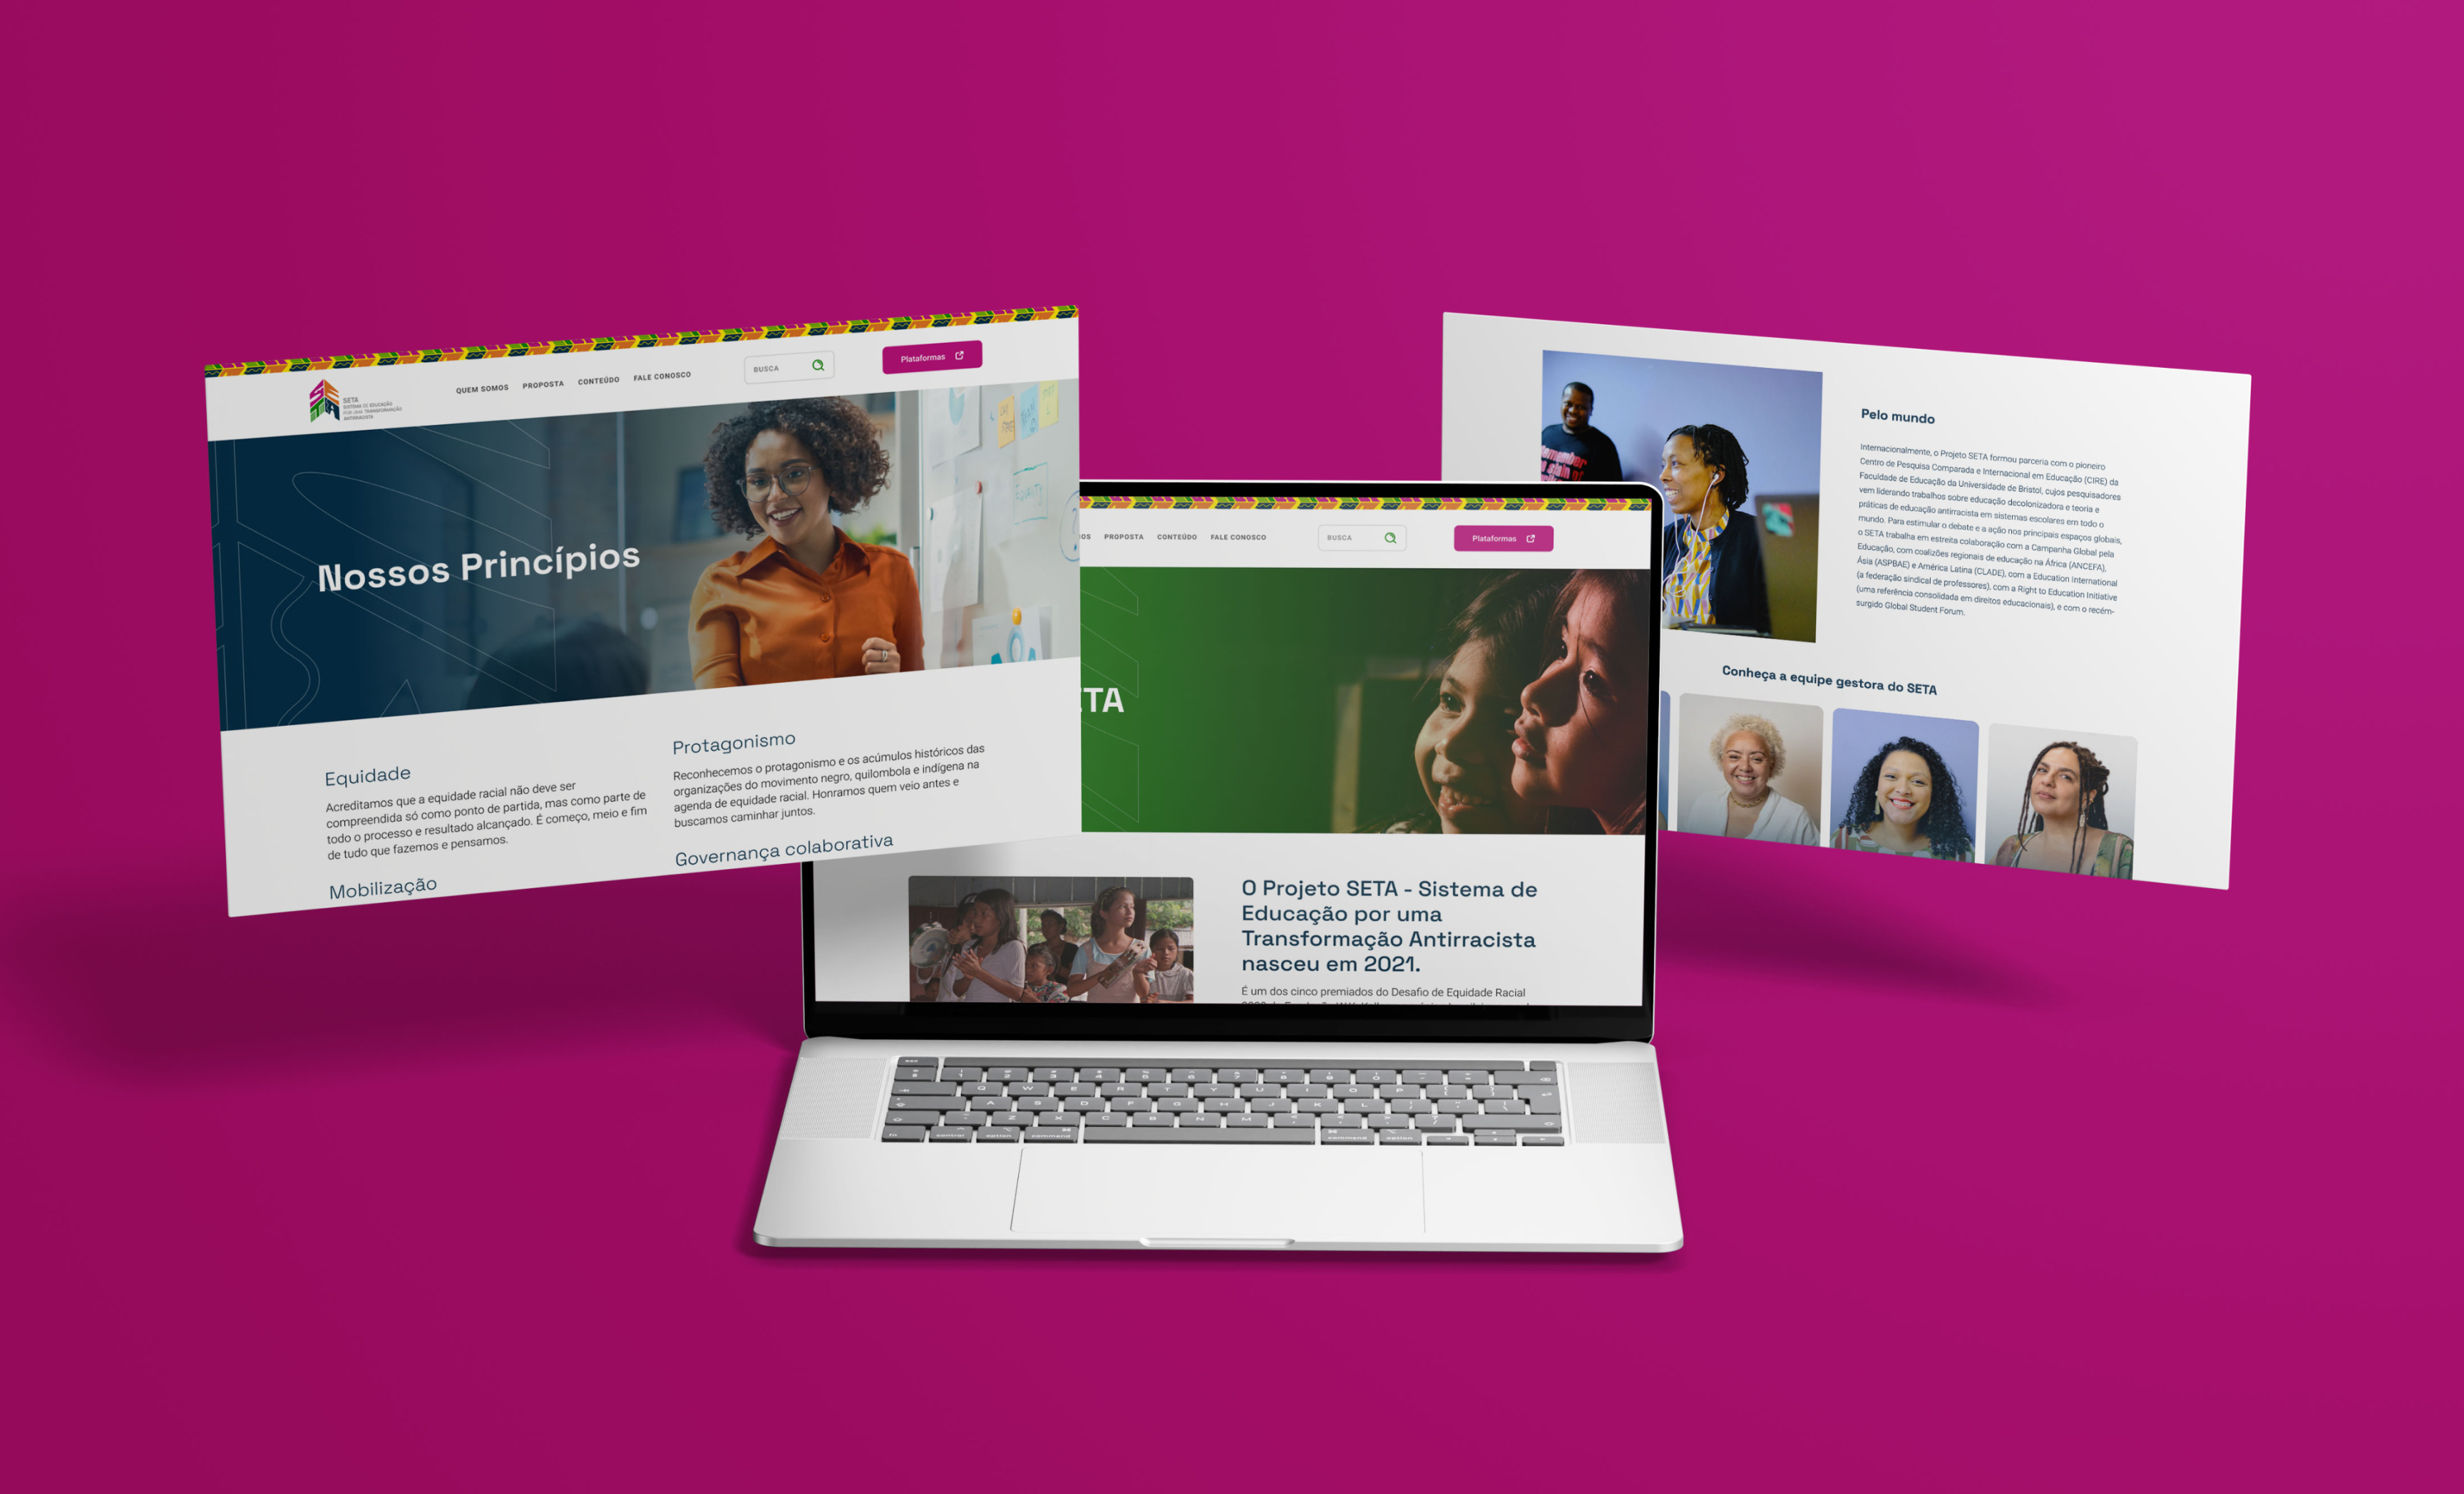 SETA
SETA
SISTEMA DE EDUCAÇÃO
POR UMA TRANSFORMAÇÃO
ANTIRRACISTA
QUEM SOMOS
PROPOSTA
CONTEÚDO
FALE CONOSCO
BUSCA
Plataformas
EQUITY
Nossos Princípios
Equidade
Acreditamos que a equidade racial não deve ser
compreendida só como ponto de partida, mas como parte de
todo o processo e resultado alcançado. É começo, meio e fim
de tudo que fazemos e pensamos.
Mobilização
Protagonismo
Reconhecemos o protagonismo e os acúmulos históricos das
organizações do movimento negro, quilombola e indígena na
agenda de equidade racial. Honramos quem veio antes e
buscamos caminhar juntos.
Governança colaborativa
OS
PROPOSTA
CONTEÚDO
FALE CONOSCO
BUSCA
Plataformas
ETA
O Projeto SETA - Sistema de
Educação por uma
Transformação Antirracista
nasceu em 2021.
É um dos cinco premiados do Desafio de Equidade Racial
Pelo mundo
Internacionalmente, o Projeto SETA formou parceria com o pioneiro
Centro de Pesquisa Comparada e Internacional em Educação (CIRE) da
Faculdade de Educação da Universidade de Bristol, cujos pesquisadores
vem liderando trabalhos sobre educação decolonizadora e teoria e
práticas de educação antirracista em sistemas escolares em todo o
mundo. Para estimular o debate e a ação nos principais espaços globais,
o SETA trabalha em estreita colaboração com a Campanha Global pela
Educação, com coalizões regionais de educação na África (ANCEFA),
Ásia (ASPBAE) e América Latina (CLADE), com a Education International
(a federação sindical de professores), com a Right to Education Initiative
(uma referência consolidada em direitos educacionais), e com o recém-
surgido Global Student Forum.
Conheça a equipe gestora do SETA
esc
Q W E R T Y U I O P
A S D F G H J K L
Z X C V B N M
fn control option command command option